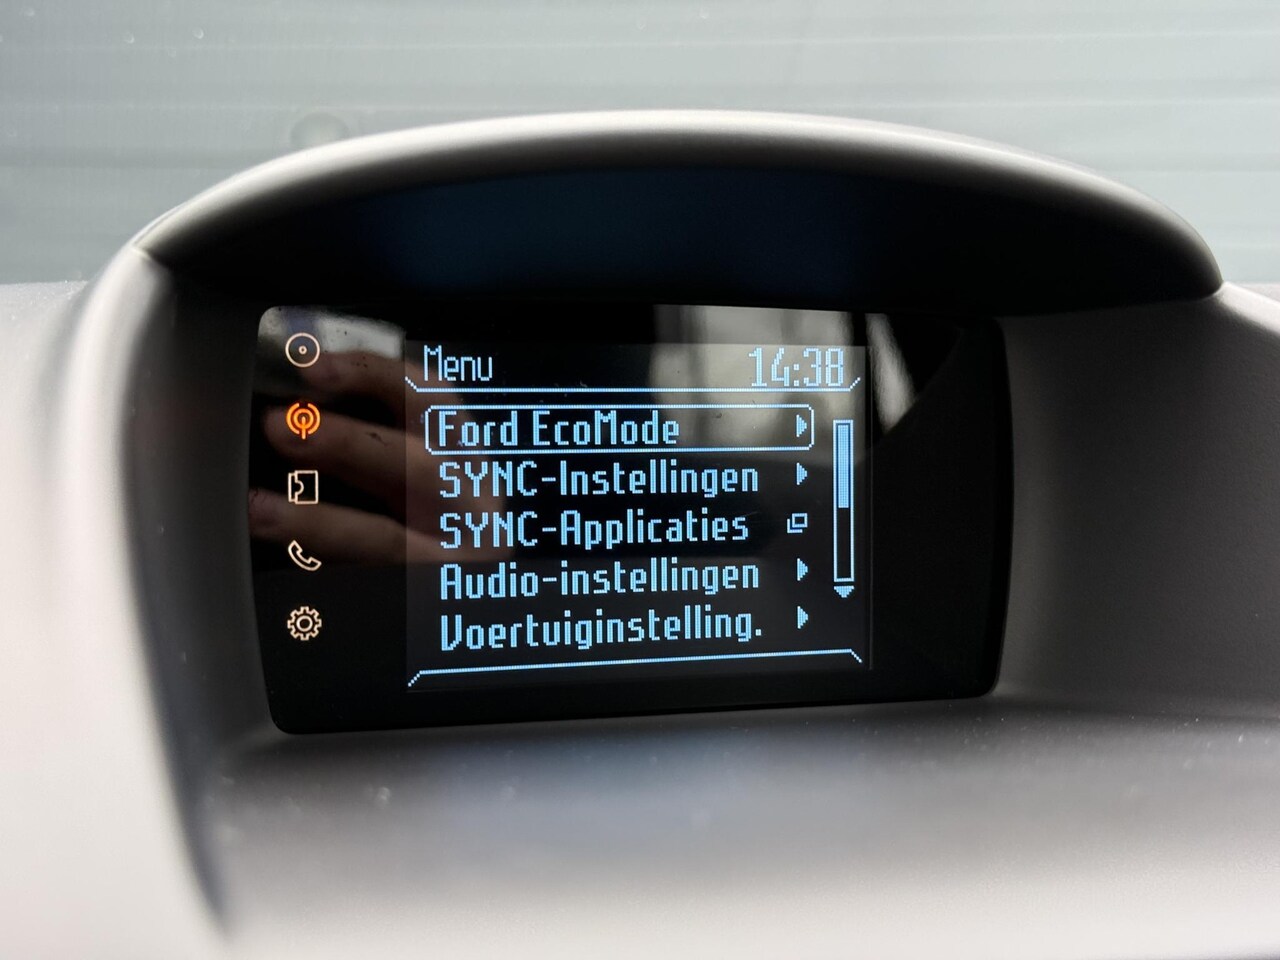 Menu 14:38
Ford EcoMode
SYNC-Instellingen
SYNC-Applicaties
Audio-instellingen
Voertuiginstelling.